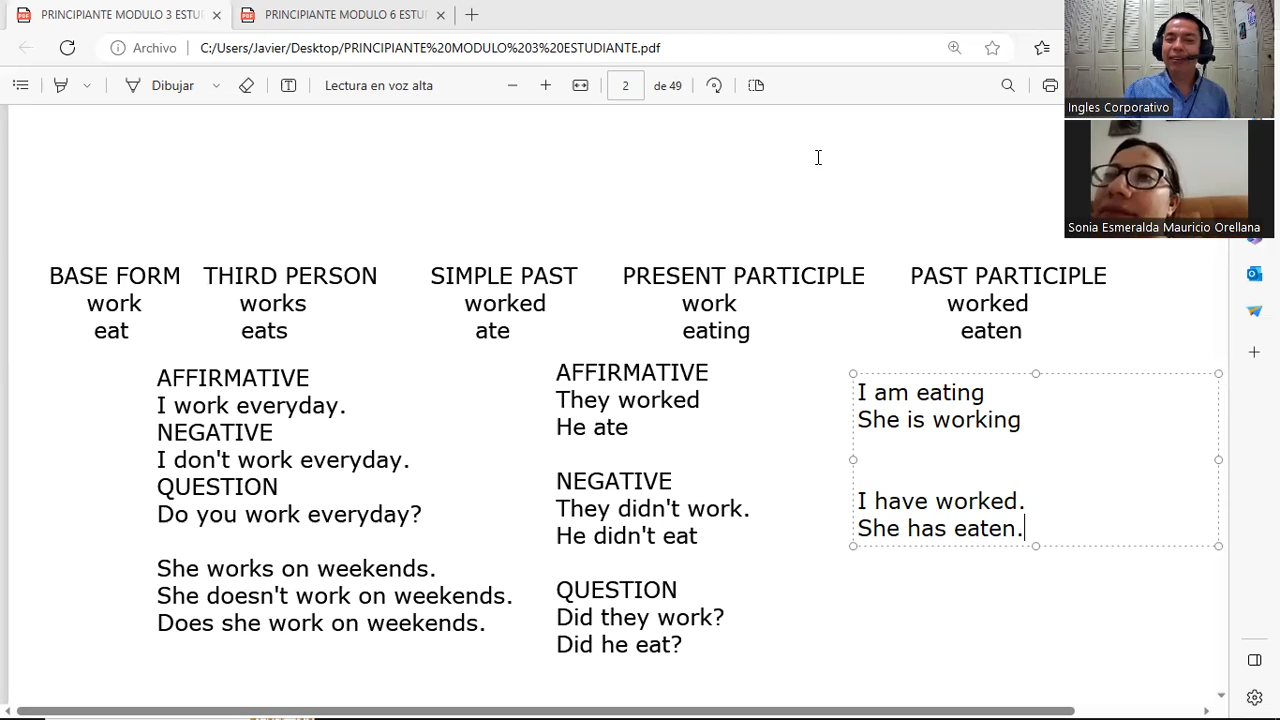 PRINCIPIANTE MODULO 3 ESTU
PRINCIPIANTE MODULO 6 ESTU
Archivo
C:/Users/Javier/Desktop/PRINCIPIANTE%20MODULO%203%20ESTUDIANTE.pdf
Dibujar
Lectura en voz alta
2
de 49
Ingles Corporativo
Sonia Esmeralda Mauricio Orellana
BASE FORM THIRD PERSON SIMPLE PAST PRESENT PARTICIPLE PAST PARTICIPLE
work works worked work worked
eat eats ate eating eaten
AFFIRMATIVE
I work everyday.
NEGATIVE
I don't work everyday.
QUESTION
Do you work everyday?
She works on weekends.
She doesn't work on weekends.
Does she work on weekends.
AFFIRMATIVE
They worked
He ate
NEGATIVE
They didn't work.
He didn't eat
QUESTION
Did they work?
Did he eat?
I am eating
She is working
I have worked.
She has eaten.